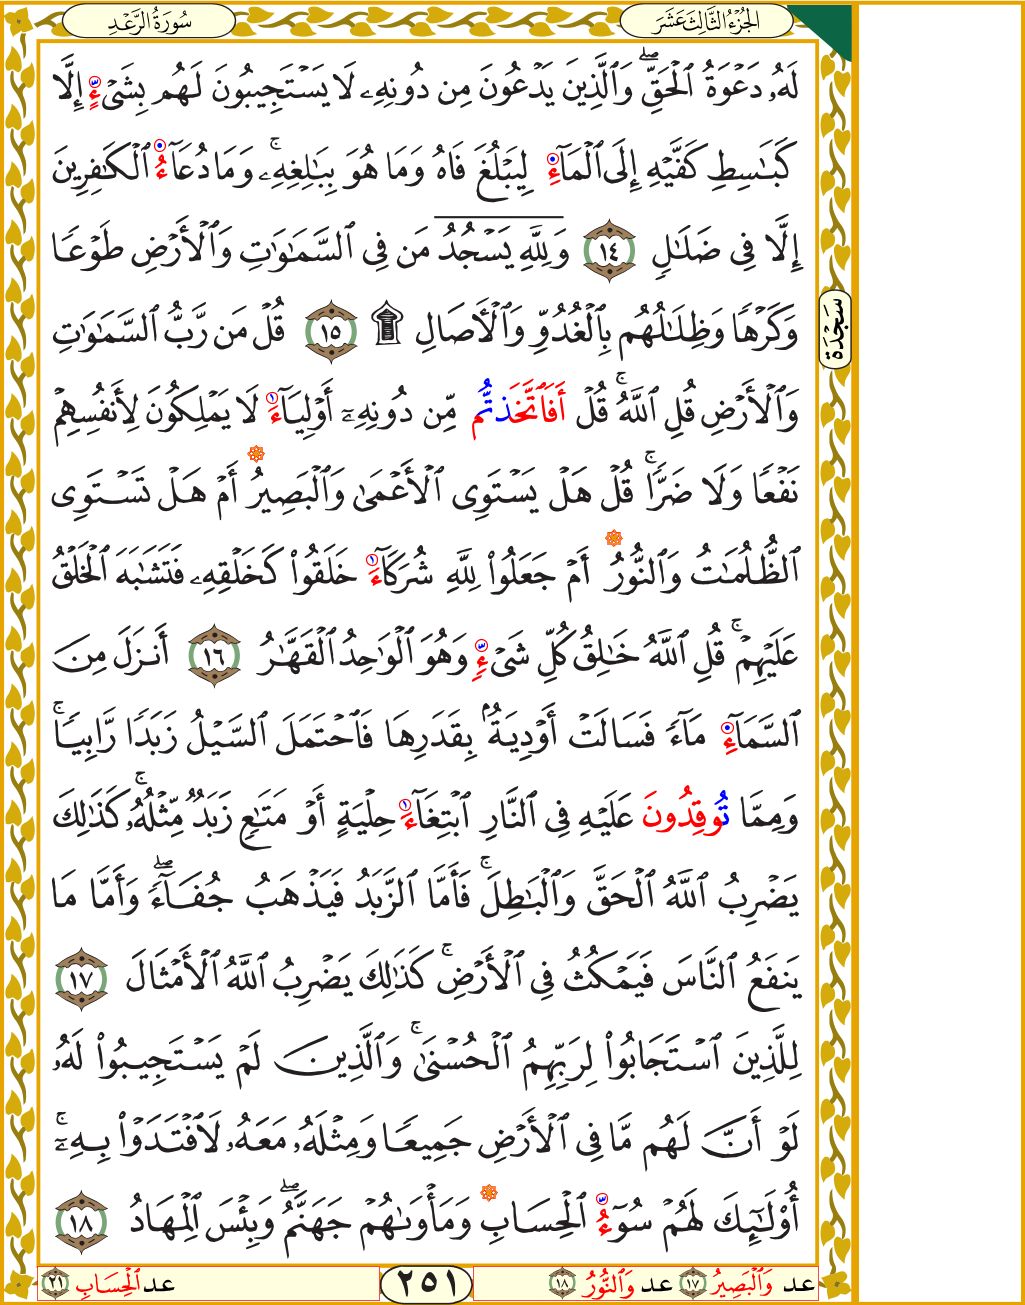 الجُزْءُ الثَّالِثَ عَشَرَ
سُورَةُ الرَّعْدِ
لَهُۥ دَعْوَةُ ٱلْحَقِّۖ وَٱلَّذِينَ يَدْعُونَ مِن دُونِهِۦ لَا يَسْتَجِيبُونَ لَهُم بِشَىْءٍ إِلَّا
كَبَٰسِطِ كَفَّيْهِ إِلَى ٱلْمَآءِ لِيَبْلُغَ فَاهُ وَمَا هُوَ بِبَٰلِغِهِۦۚ وَمَا دُعَآءُ ٱلْكَٰفِرِينَ
إِلَّا فِى ضَلَٰلٍ ١٤ وَلِلَّهِ يَسْجُدُ مَن فِى ٱلسَّمَٰوَٰتِ وَٱلْأَرْضِ طَوْعًا
وَكَرْهًا وَظِلَٰلُهُم بِٱلْغُدُوِّ وَٱلْأٓصَالِ ۩ ١٥ قُلْ مَن رَّبُّ ٱلسَّمَٰوَٰتِ
وَٱلْأَرْضِ قُلِ ٱللَّهُۚ قُلْ أَفَٱتَّخَذتُّم مِّن دُونِهِۦٓ أَوْلِيَآءَ لَا يَمْلِكُونَ لِأَنفُسِهِمْ
نَفْعًا وَلَا ضَرًّاۚ قُلْ هَلْ يَسْتَوِى ٱلْأَعْمَىٰ وَٱلْبَصِيرُ أَمْ هَلْ تَسْتَوِى
ٱلظُّلُمَٰتُ وَٱلنُّورُ أَمْ جَعَلُوا۟ لِلَّهِ شُرَكَآءَ خَلَقُوا۟ كَخَلْقِهِۦ فَتَشَٰبَهَ ٱلْخَلْقُ
عَلَيْهِمْۚ قُلِ ٱللَّهُ خَٰلِقُ كُلِّ شَىْءٍ وَهُوَ ٱلْوَٰحِدُ ٱلْقَهَّٰرُ ١٦ أَنزَلَ مِنَ
ٱلسَّمَآءِ مَآءً فَسَالَتْ أَوْدِيَةٌۢ بِقَدَرِهَا فَٱحْتَمَلَ ٱلسَّيْلُ زَبَدًا رَّابِيًاۚ
وَمِمَّا تُوقِدُونَ عَلَيْهِ فِى ٱلنَّارِ ٱبْتِغَآءَ حِلْيَةٍ أَوْ مَتَٰعٍ زَبَدٌ مِّثْلُهُۥۚ كَذَٰلِكَ
يَضْرِبُ ٱللَّهُ ٱلْحَقَّ وَٱلْبَٰطِلَۚ فَأَمَّا ٱلزَّبَدُ فَيَذْهَبُ جُفَآءًۖ وَأَمَّا مَا
يَنفَعُ ٱلنَّاسَ فَيَمْكُثُ فِى ٱلْأَرْضِۚ كَذَٰلِكَ يَضْرِبُ ٱللَّهُ ٱلْأَمْثَالَ ١٧
لِلَّذِينَ ٱسْتَجَابُوا۟ لِرَبِّهِمُ ٱلْحُسْنَىٰۚ وَٱلَّذِينَ لَمْ يَسْتَجِيبُوا۟ لَهُۥ
لَوْ أَنَّ لَهُم مَّا فِى ٱلْأَرْضِ جَمِيعًا وَمِثْلَهُۥ مَعَهُۥ لَٱفْتَدَوْا۟ بِهِۦٓۚ
أُو۟لَٰٓئِكَ لَهُمْ سُوٓءُ ٱلْحِسَابِ وَمَأْوَىٰهُمْ جَهَنَّمُۖ وَبِئْسَ ٱلْمِهَادُ ١٨
سَجْدَة
عد وَٱلْبَصِيرُ ١٧ عد وَٱلنُّورُ ١٨
٢٥١
عد ٱلْحِسَابِ ٢١